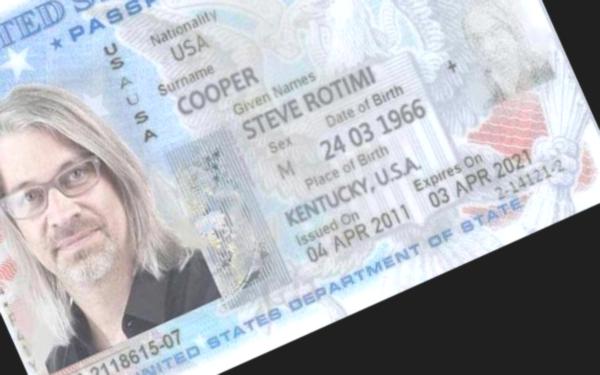 TED S
PASSP
Nationality
USA
USAUSA
Surname
COOPER
Given Names
STEVE ROTIMI
Sex
Date of Birth
M
24 03 1966
Place of Birth
KENTUCKY, U.S.A.
Issued On
Expires On
04 APR 2011
03 APR 2021
2-14121-2
2118615-07
UNITED STATES DEPARTMENT OF STATE